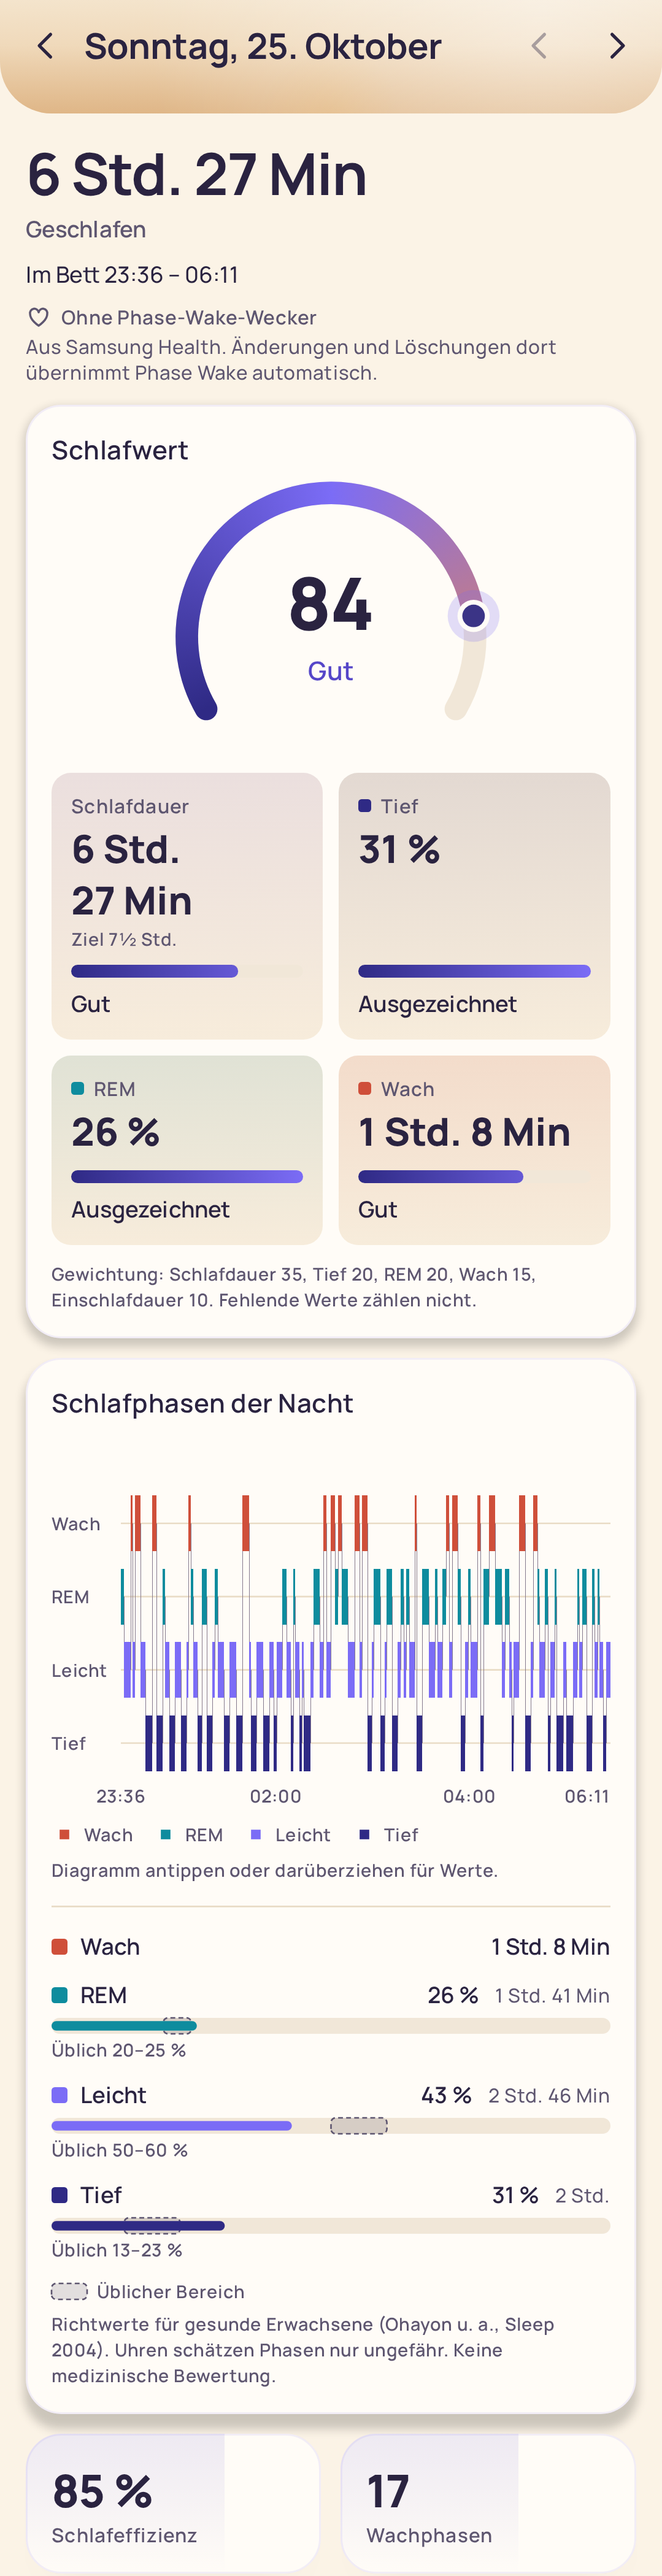 Sonntag, 25. Oktober
6 Std. 27 Min
Geschlafen
Im Bett 23:36 – 06:11
Ohne Phase-Wake-Wecker
Aus Samsung Health. Änderungen und Löschungen dort
übernimmt Phase Wake automatisch.
Schlafwert
84
Gut
Schlafdauer
6 Std.
27 Min
Ziel 7½ Std.
Gut
Tief
31 %
Ausgezeichnet
REM
26 %
Ausgezeichnet
Wach
1 Std. 8 Min
Gut
Gewichtung: Schlafdauer 35, Tief 20, REM 20, Wach 15,
Einschlafdauer 10. Fehlende Werte zählen nicht.
Schlafphasen der Nacht
Wach
REM
Leicht
Tief
23:36 02:00 04:00 06:11
Wach REM Leicht Tief
Diagramm antippen oder darüberziehen für Werte.
Wach 1 Std. 8 Min
REM 26 % 1 Std. 41 Min
Üblich 20–25 %
Leicht 43 % 2 Std. 46 Min
Üblich 50–60 %
Tief 31 % 2 Std.
Üblich 13–23 %
Üblicher Bereich
Richtwerte für gesunde Erwachsene (Ohayon u. a., Sleep
2004). Uhren schätzen Phasen nur ungefähr. Keine
medizinische Bewertung.
85 %
Schlafeffizienz
17
Wachphasen